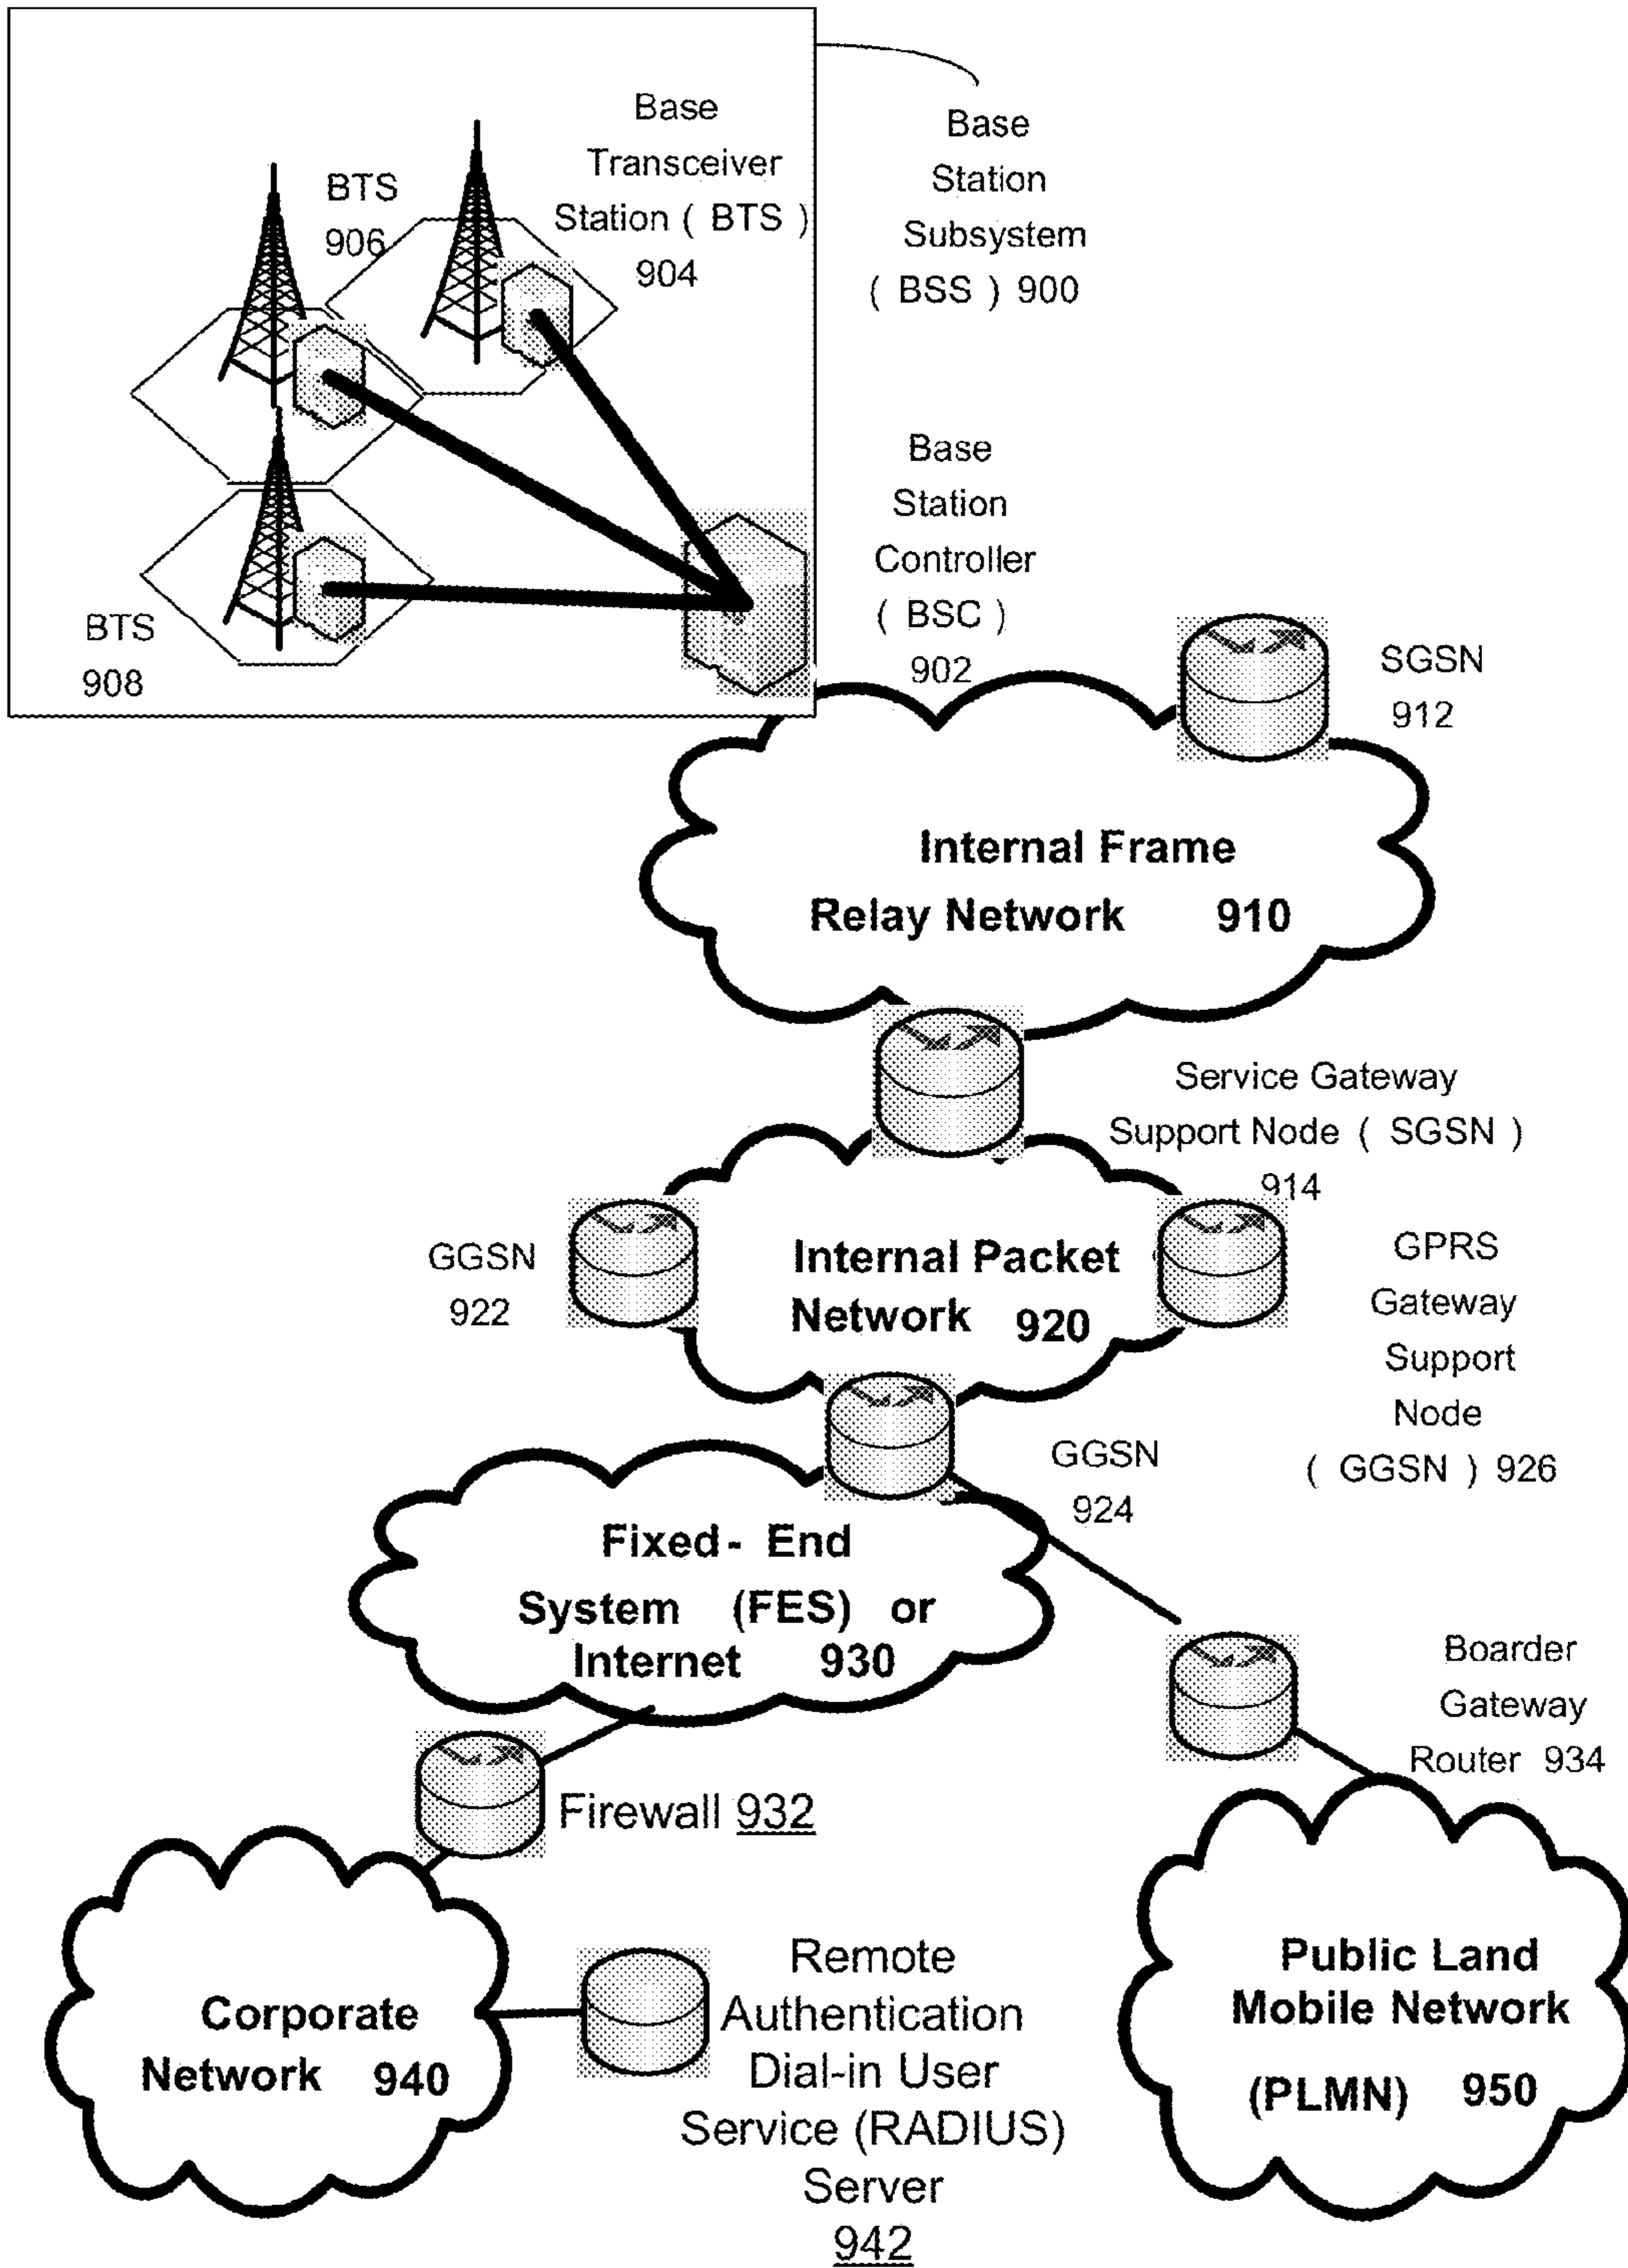 Base
Transceiver
Station ( BTS )
904
BTS
906
BTS
908
Base
Station
Subsystem
( BSS ) 900
Base
Station
Controller
( BSC )
902
SGSN
912
Internal Frame
Relay Network 910
Service Gateway
Support Node ( SGSN )
914
GGSN
922
Internal Packet
Network 920
GPRS
Gateway
Support
Node
( GGSN ) 926
GGSN
924
Fixed- End
System (FES) or
Internet 930
Boarder
Gateway
Router 934
Firewall 932
Corporate
Network 940
Remote
Authentication
Dial-in User
Service (RADIUS)
Server
942
Public Land
Mobile Network
(PLMN) 950